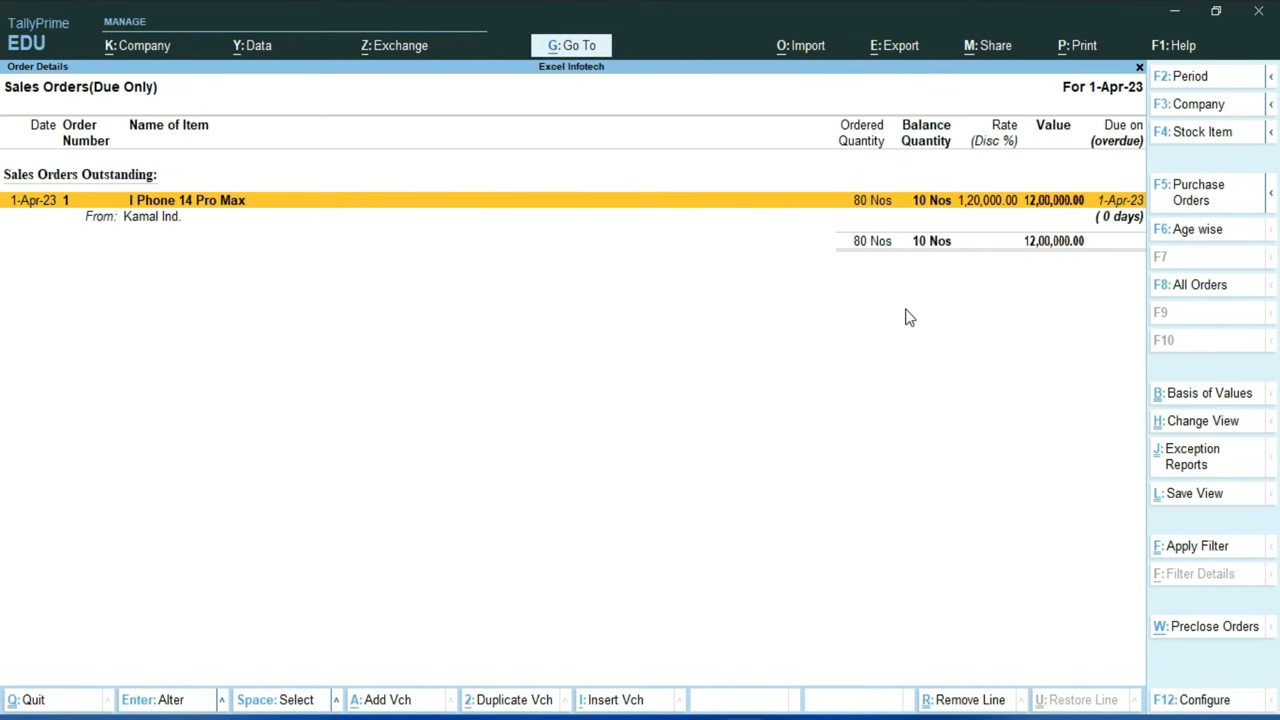 TallyPrime
EDU
MANAGE
K: Company
Y: Data
Z: Exchange
G: Go To
O: Import
E: Export
M: Share
P: Print
F1: Help
Order Details
Excel Infotech
x
Sales Orders(Due Only)
For 1-Apr-23
Date Order Number
Name of Item
Ordered Quantity
Balance Quantity
Rate (Disc %)
Value
Due on (overdue)
Sales Orders Outstanding:
1-Apr-23 1 I Phone 14 Pro Max 80 Nos 10 Nos 1,20,000.00 12,00,000.00 1-Apr-23
From: Kamal Ind. ( 0 days)
80 Nos 10 Nos 12,00,000.00
F2: Period
F3: Company
F4: Stock Item
F5: Purchase
Orders
F6: Age wise
F7
F8: All Orders
F9
F10
B: Basis of Values
H: Change View
J: Exception
Reports
L: Save View
F: Apply Filter
F: Filter Details
W: Preclose Orders
Q: Quit
Enter: Alter
Space: Select
A: Add Vch
2: Duplicate Vch
I: Insert Vch
R: Remove Line
U: Restore Line
F12: Configure